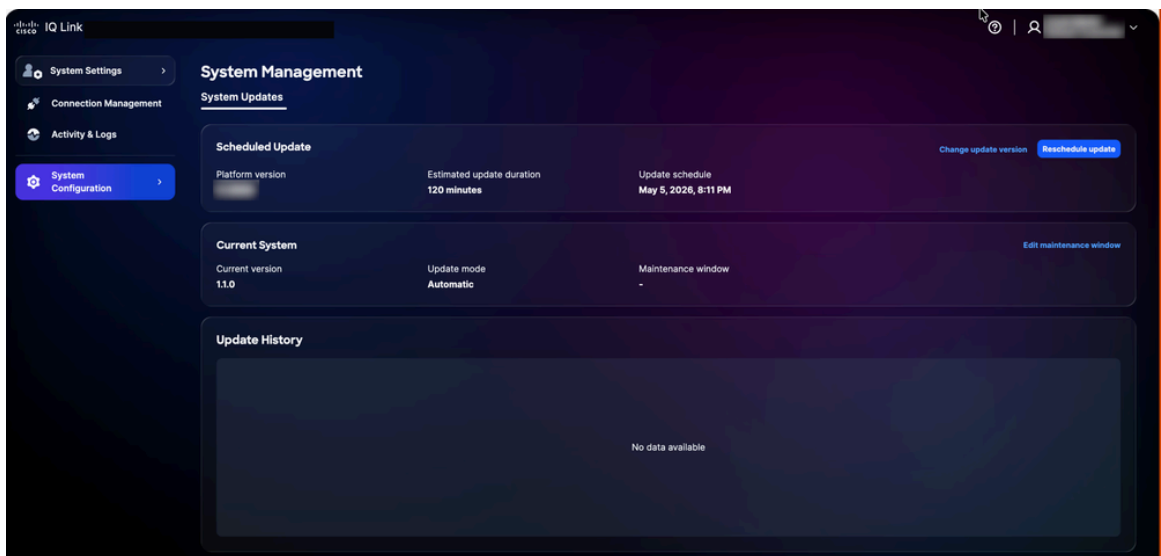 cisco IQ Link
System Settings
Connection Management
Activity & Logs
System
Configuration
System Management
System Updates
Scheduled Update
Change update version
Reschedule update
Platform version
Estimated update duration
120 minutes
Update schedule
May 5, 2026, 8:11 PM
Current System
Edit maintenance window
Current version
1.1.0
Update mode
Automatic
Maintenance window
-
Update History
No data available